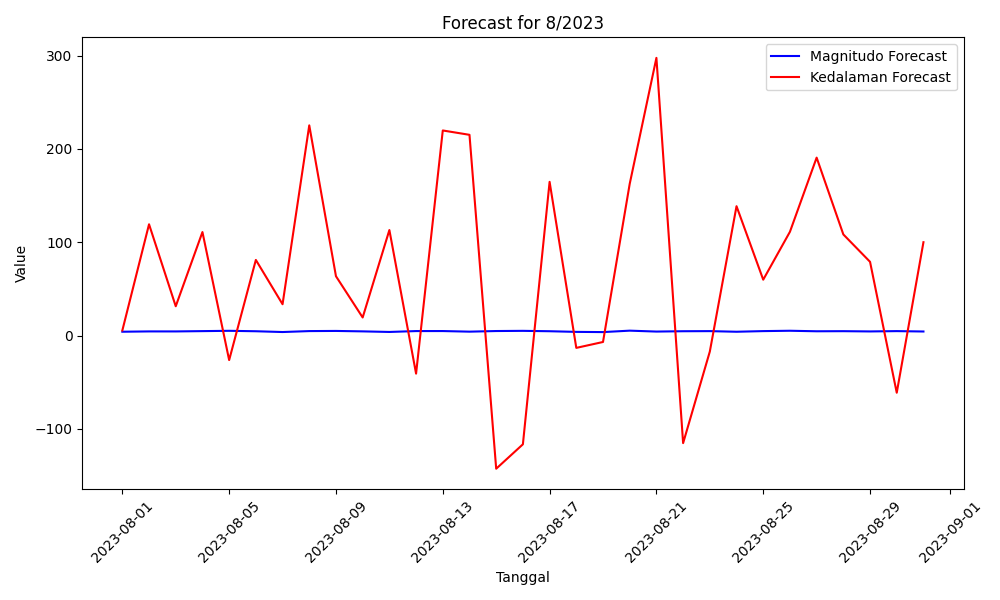 Forecast for 8/2023
Magnitudo Forecast
Kedalaman Forecast
300
200
100
0
−100
Value
2023-08-01
2023-08-05
2023-08-09
2023-08-13
2023-08-17
2023-08-21
2023-08-25
2023-08-29
2023-09-01
Tanggal